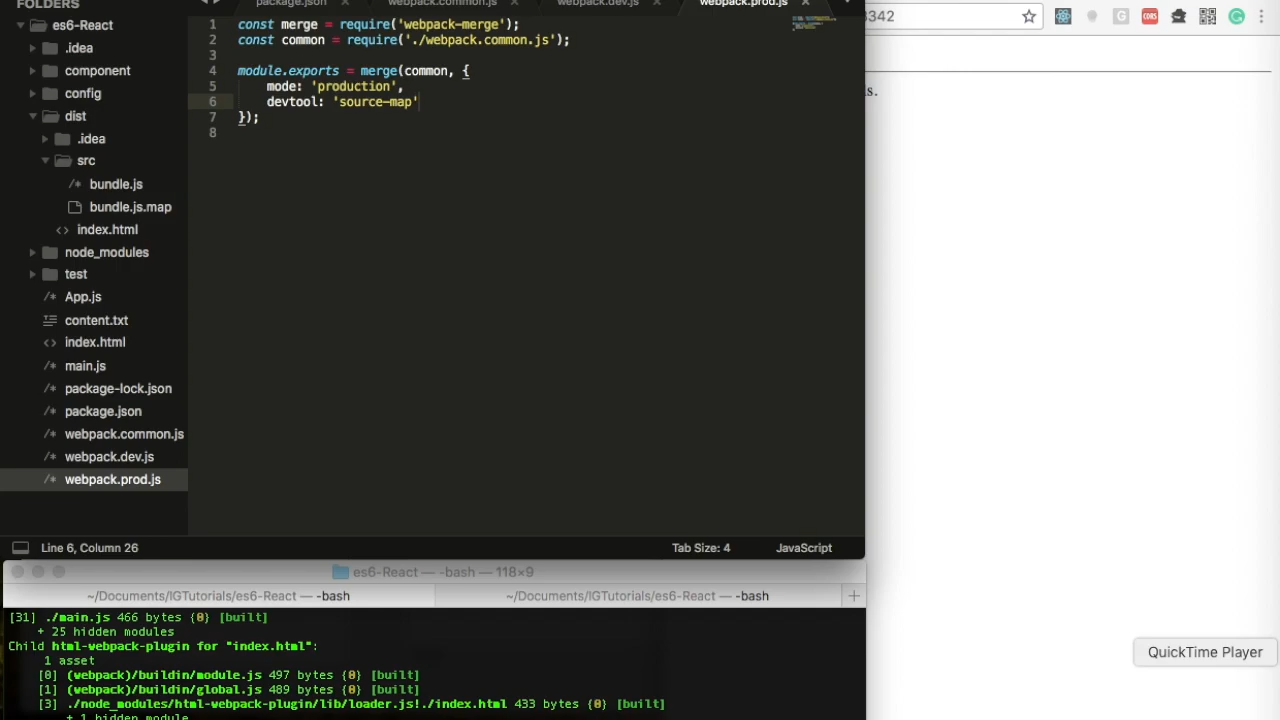 FOLDERS
es6-React
.idea
component
config
dist
.idea
src
bundle.js
bundle.js.map
index.html
node_modules
test
App.js
content.txt
index.html
main.js
package-lock.json
package.json
webpack.common.js
webpack.dev.js
webpack.prod.js
package.json
webpack.common.js
webpack.dev.js
webpack.prod.js
1 const merge = require('webpack-merge');
2 const common = require('./webpack.common.js');
3
4 module.exports = merge(common, {
5 mode: 'production',
6 devtool: 'source-map'
7 });
8
Line 6, Column 26
Tab Size: 4
JavaScript
3342
s.
CORS
G
QuickTime Player
es6-React — -bash — 118×9
~/Documents/IGTutorials/es6-React — -bash
~/Documents/IGTutorials/es6-React — -bash
[31] ./main.js 466 bytes {0} [built]
+ 25 hidden modules
Child html-webpack-plugin for "index.html":
1 asset
[0] (webpack)/buildin/module.js 497 bytes {0} [built]
[1] (webpack)/buildin/global.js 489 bytes {0} [built]
[3] ./node_modules/html-webpack-plugin/lib/loader.js!./index.html 433 bytes {0} [built]
+ 1 hidden module